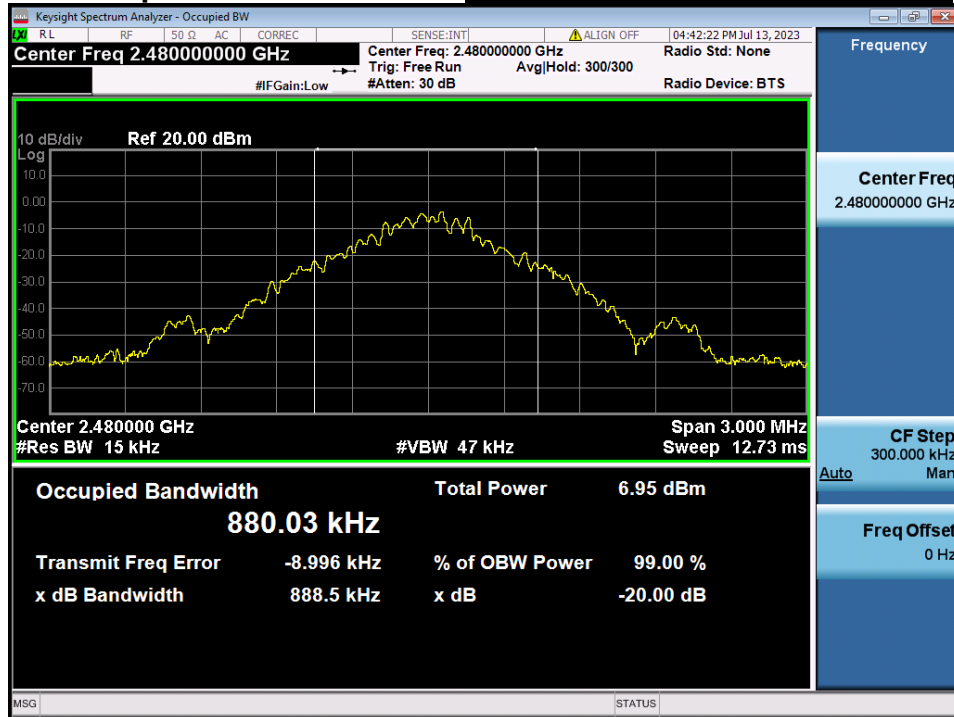 Keysight Spectrum Analyzer - Occupied BW
LXI RL RF 50 Ω AC CORREC SENSE:INT ALIGN OFF 04:42:22 PM Jul 13, 2023
Center Freq 2.480000000 GHz
Center Freq: 2.480000000 GHz Radio Std: None
Trig: Free Run Avg|Hold: 300/300
#IFGain:Low #Atten: 30 dB Radio Device: BTS
Frequency
10 dB/div Ref 20.00 dBm
Log
10.0
0.00
-10.0
-20.0
-30.0
-40.0
-50.0
-60.0
-70.0
Center 2.480000 GHz Span 3.000 MHz
#Res BW 15 kHz #VBW 47 kHz Sweep 12.73 ms
Center Freq
2.480000000 GHz
CF Step
300.000 kHz
Auto Man
Freq Offset
0 Hz
Occupied Bandwidth Total Power 6.95 dBm
880.03 kHz
Transmit Freq Error -8.996 kHz % of OBW Power 99.00 %
x dB Bandwidth 888.5 kHz x dB -20.00 dB
MSG STATUS